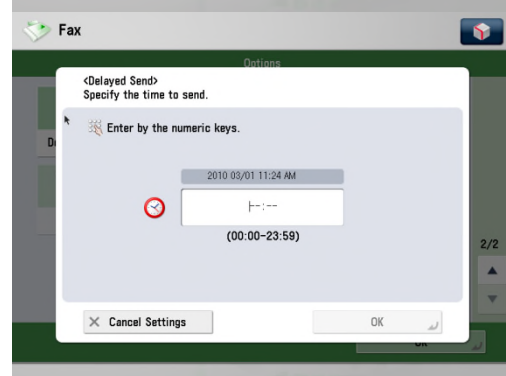 Fax
Options
<Delayed Send>
Specify the time to send.
Enter by the numeric keys.
2010 03/01 11:24 AM
--:--
(00:00-23:59)
2/2
Cancel Settings
OK
OK